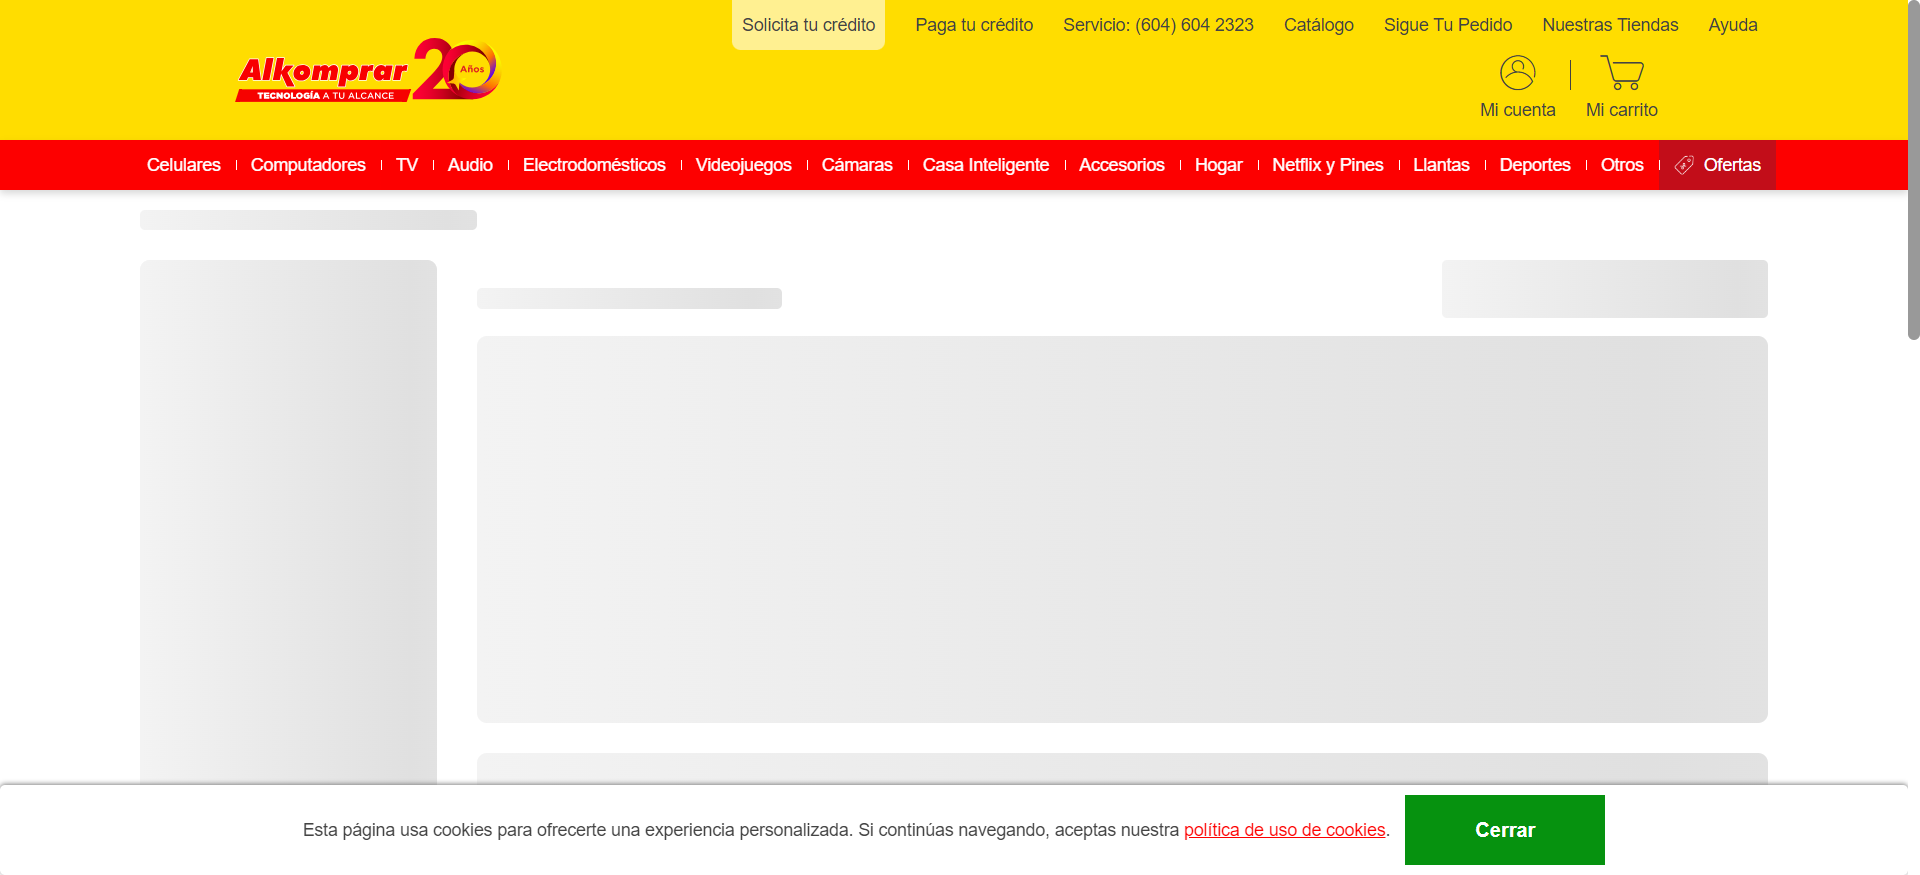 Solicita tu crédito Paga tu crédito Servicio: (604) 604 2323 Catálogo Sigue Tu Pedido Nuestras Tiendas Ayuda
Alkomprar 20 Años
TECNOLOGÍA A TU ALCANCE
Mi cuenta Mi carrito
Celulares Computadores TV Audio Electrodomésticos Videojuegos Cámaras Casa Inteligente Accesorios Hogar Netflix y Pines Llantas Deportes Otros Ofertas
Esta página usa cookies para ofrecerte una experiencia personalizada. Si continúas navegando, aceptas nuestra política de uso de cookies. Cerrar